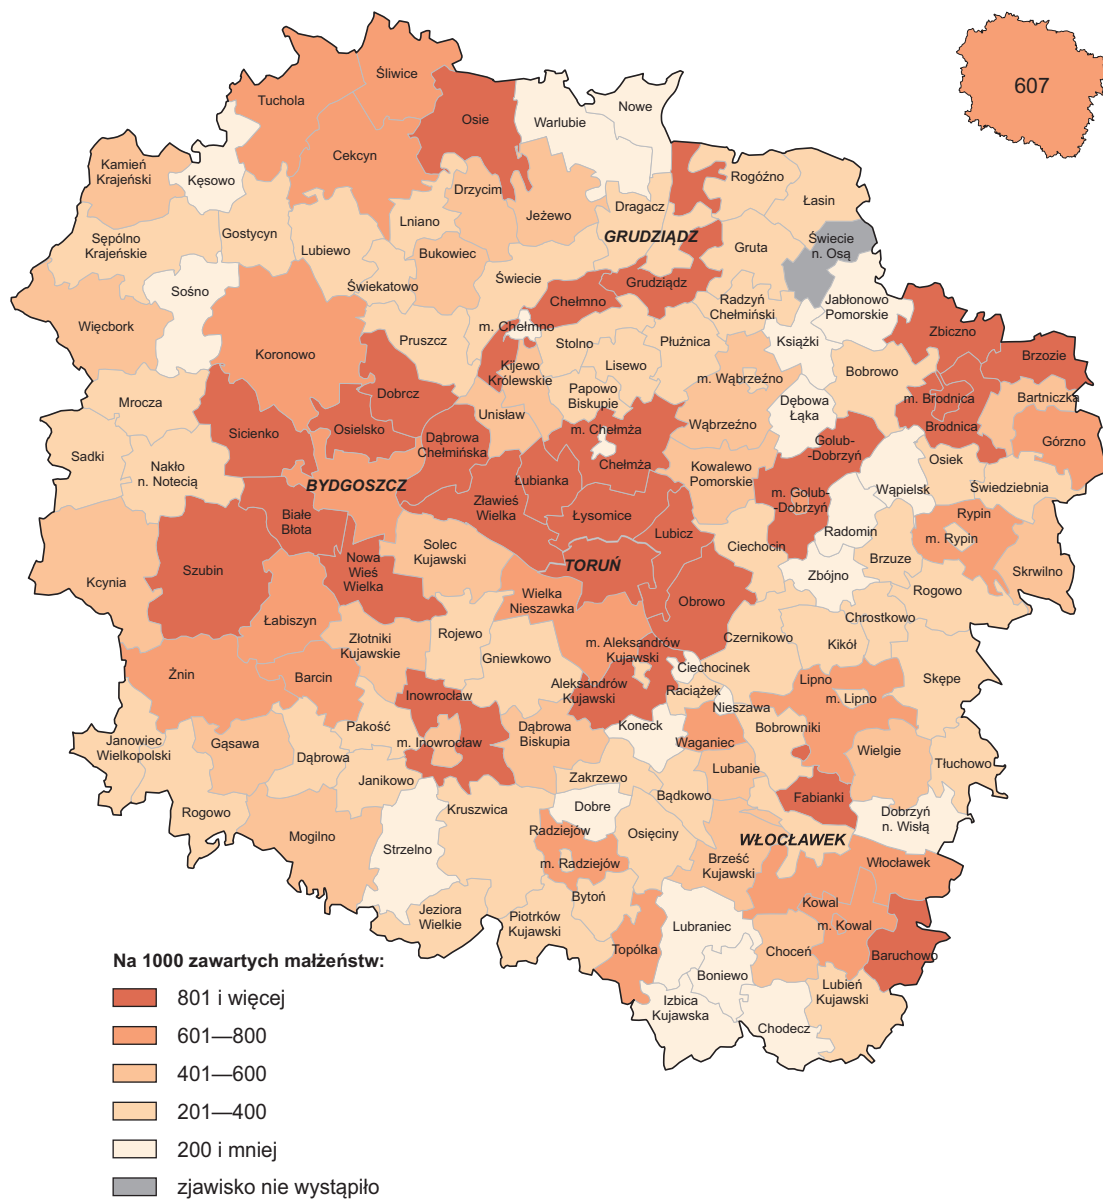 607
Śliwice
Tuchola
Osie
Nowe
Warlubie
Cekcyn
Kamień
Krajeński
Kęsowo
Drzycim
Rogóźno
Łasin
Jeżewo
Dragacz
Lniano
Gostycyn
Sępólno
Krajeńskie
Lubiewo
Bukowiec
GRUDZIĄDZ
Gruta
Świecie
n. Osą
Świecie
Świekatowo
Sośno
Grudziądz
Chełmno
Radzyń
Chełmiński
Jabłonowo
Pomorskie
Więcbork
m. Chełmno
Zbiczno
Pruszcz
Stolno
Płużnica
Książki
Koronowo
Brzozie
Kijewo
Królewskie
Lisewo
m. Wąbrzeźno
Bobrowo
Dobrcz
Papowo
Biskupie
Mrocza
Dębowa
Łąka
m. Brodnica
Bartniczka
Unisław
Wąbrzeźno
Sicienko
Osielsko
m. Chełmża
Brodnica
Dąbrowa
Chełmińska
Golub-
-Dobrzyń
Górzno
Sadki
Nakło
n. Notecią
Chełmża
Kowalewo
Pomorskie
Osiek
BYDGOSZCZ
Łubianka
Wąpielsk
Świedziebnia
Zławieś
Wielka
m. Golub-
-Dobrzyń
Białe
Błota
Łysomice
Rypin
Lubicz
Radomin
m. Rypin
Solec
Kujawski
Ciechocin
Nowa
Wieś
Wielka
TORUŃ
Brzuze
Szubin
Kcynia
Zbójno
Skrwilno
Wielka
Nieszawka
Obrowo
Rogowo
Łabiszyn
Chrostkowo
Złotniki
Kujawskie
Rojewo
Czernikowo
Kikół
m. Aleksandrów
Kujawski
Gniewkowo
Ciechocinek
Żnin
Barcin
Lipno
Skępe
Aleksandrów
Kujawski
Raciążek
Inowrocław
m. Lipno
Nieszawa
Koneck
Pakość
Dąbrowa
Biskupia
Bobrowniki
Janowiec
Wielkopolski
Gąsawa
m. Inowrocław
Waganiec
Wielgie
Dąbrowa
Tłuchowo
Lubanie
Janikowo
Zakrzewo
Bądkowo
Fabianki
Rogowo
Kruszwica
Dobre
Dobrzyń
n. Wisłą
Mogilno
Radziejów
Osięciny
WŁOCŁAWEK
Strzelno
m. Radziejów
Brześć
Kujawski
Włocławek
Bytoń
Kowal
Jeziora
Wielkie
Piotrków
Kujawski
Lubraniec
m. Kowal
Topólka
Choceń
Baruchowo
Boniewo
Lubień
Kujawski
Izbica
Kujawska
Chodecz
Na 1000 zawartych małżeństw:
801 i więcej
601—800
401—600
201—400
200 i mniej
zjawisko nie wystąpiło